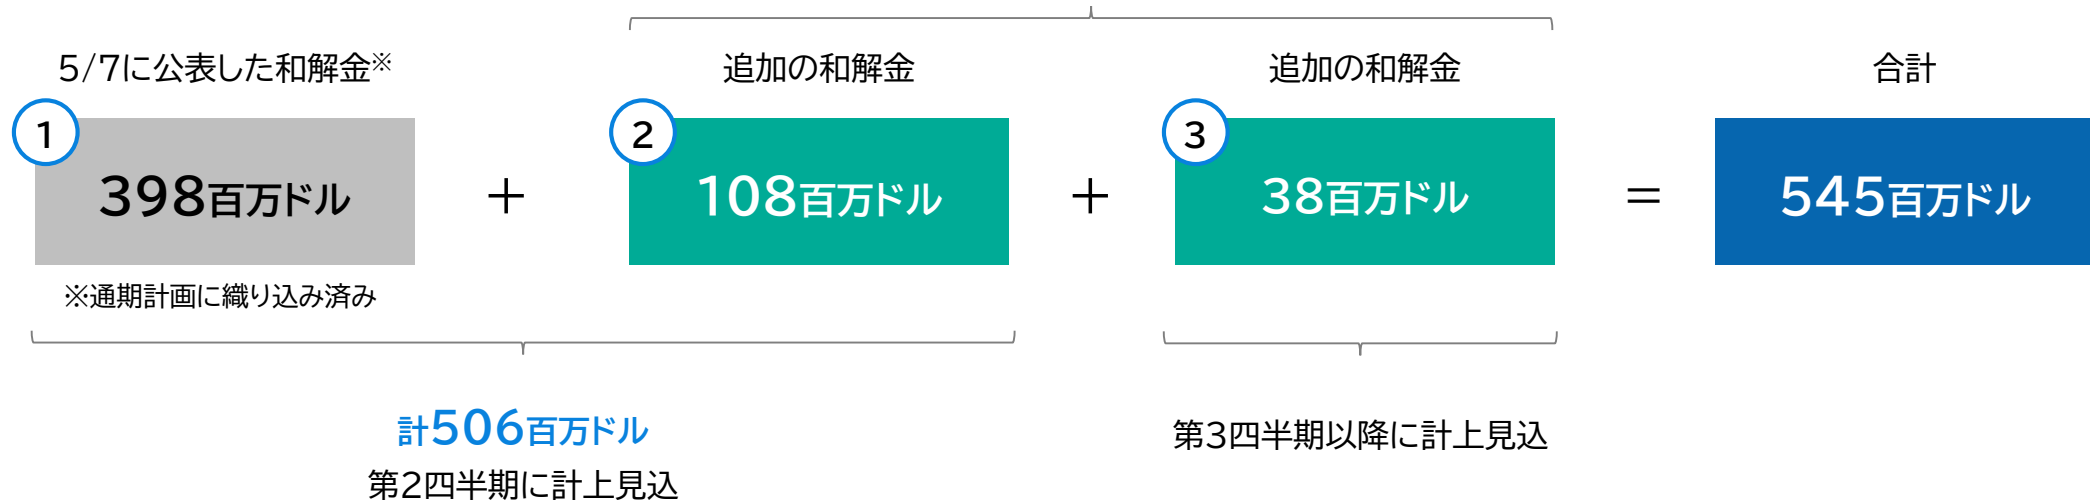 5/7に公表した和解金※
追加の和解金
追加の和解金
合計
1
398百万ドル
+
2
108百万ドル
+
3
38百万ドル
=
545百万ドル
※通期計画に織り込み済み
計506百万ドル
第2四半期に計上見込
第3四半期以降に計上見込